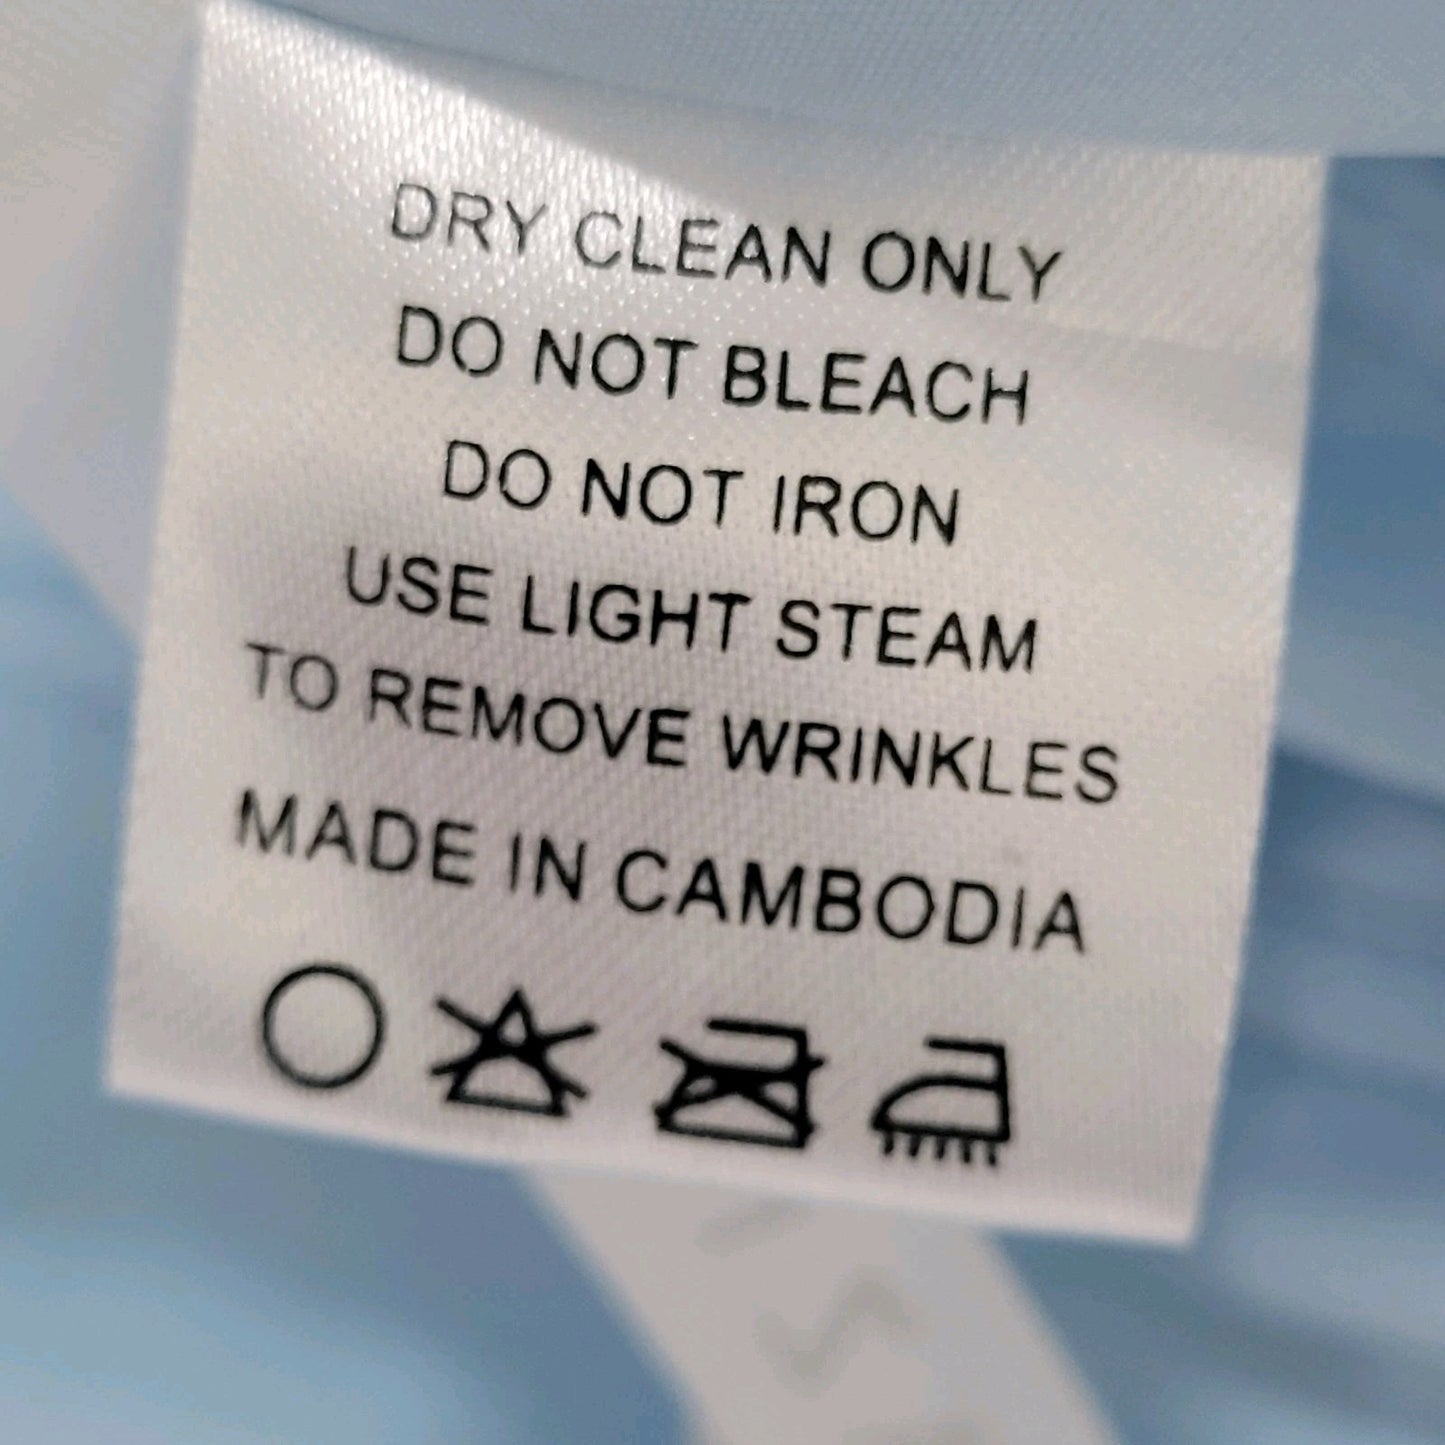 DRY CLEAN ONLY
DO NOT BLEACH
DO NOT IRON
USE LIGHT STEAM
TO REMOVE WRINKLES
MADE IN CAMBODIA